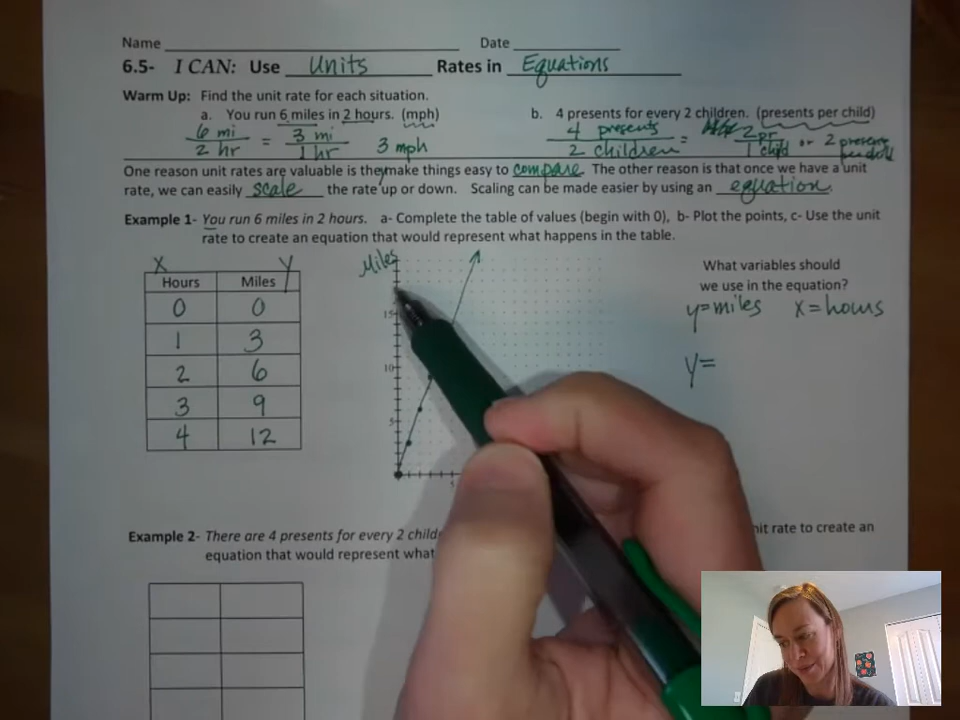 Name Date
6.5- I CAN: Use Units Rates in Equations
Warm Up: Find the unit rate for each situation.
a. You run 6 miles in 2 hours. (mph)
6 mi / 2 hr = 3 mi / 1 hr 3 mph
b. 4 presents for every 2 children. (presents per child)
4 presents / 2 children = 2 pr / 1 child or 2 presents per child
One reason unit rates are valuable is they make things easy to compare. The other reason is that once we have a unit
rate, we can easily scale the rate up or down. Scaling can be made easier by using an equation.
Example 1- You run 6 miles in 2 hours. a- Complete the table of values (begin with 0), b- Plot the points, c- Use the unit
rate to create an equation that would represent what happens in the table.
X Y
Hours Miles
0 0
1 3
2 6
3 9
4 12
Miles
15
10
5
5
What variables should
we use in the equation?
y=miles x=hours
y=
Example 2- There are 4 presents for every 2 child
rate to create an
equation that would represent what